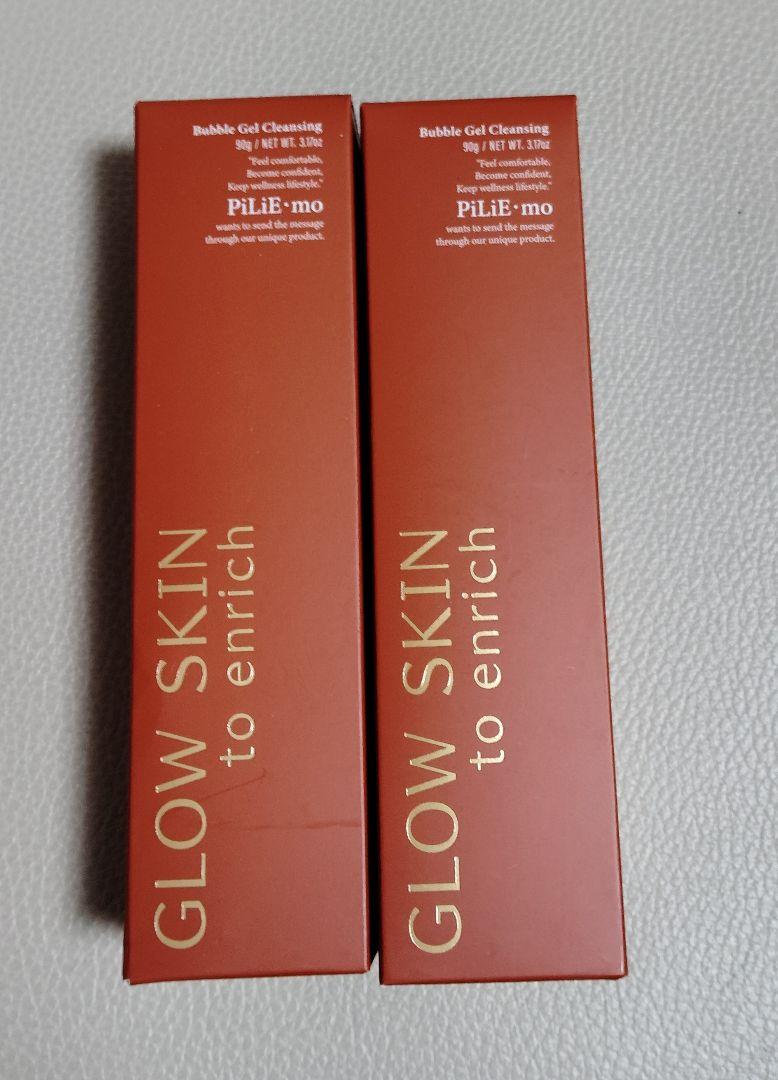 Bubble Gel Cleansing
90g / NET WT. 3.17oz
"Feel comfortable,
Become confident,
Keep wellness lifestyle."
PiLiE·mo
wants to send the message
through our unique product.
GLOW SKIN
to enrich
Bubble Gel Cleansing
90g / NET WT. 3.17oz
"Feel comfortable,
Become confident,
Keep wellness lifestyle."
PiLiE·mo
wants to send the message
through our unique product.
GLOW SKIN
to enrich